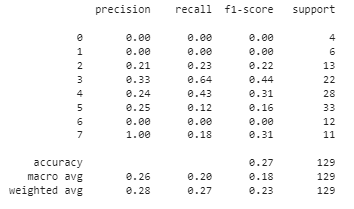 precision recall f1-score support
0 0.00 0.00 0.00 4
1 0.00 0.00 0.00 6
2 0.21 0.23 0.22 13
3 0.33 0.64 0.44 22
4 0.24 0.43 0.31 28
5 0.25 0.12 0.16 33
6 0.00 0.00 0.00 12
7 1.00 0.18 0.31 11
accuracy 0.27 129
macro avg 0.26 0.20 0.18 129
weighted avg 0.28 0.27 0.23 129